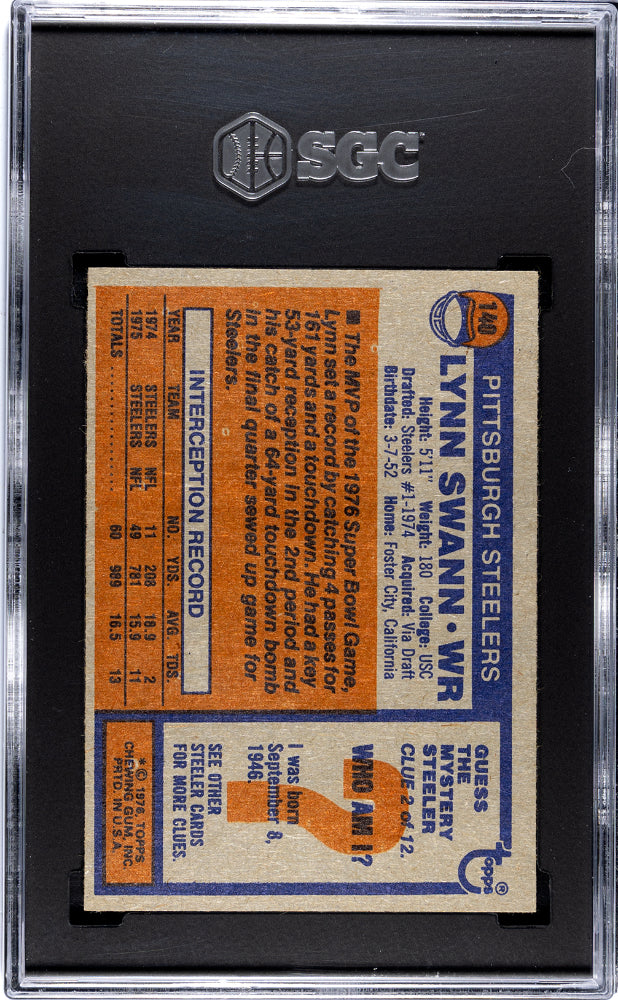 SGC
140
PITTSBURGH STEELERS
LYNN SWANN • WR
Height: 5'11" Weight: 180 College: USC
Drafted: Steelers #1-1974 Acquired: Via Draft
Birthdate: 3-7-52 Home: Foster City, California
■ The MVP of the 1976 Super Bowl Game,
Lynn set a record by catching 4 passes for
161 yards and a touchdown. He had a key
53-yard reception in the 2nd period and
his catch of a 64-yard touchdown bomb
in the final quarter sewed up game for
Steelers.
INTERCEPTION RECORD
YEAR TEAM NO. YDS. AVG TDS.
1974 STEELERS NFL 11 208 18.9 2
1975 STEELERS NFL 49 781 15.9 11
TOTALS 60 989 16.5 13
topps®
GUESS
THE
MYSTERY
STEELER
CLUE 2 of 12.
?
WHO AM I?
I was born
September 8,
1946.
SEE OTHER
STEELER CARDS
FOR MORE CLUES.
* © 1976, TOPPS
CHEWING GUM, INC.
PRTD. IN U.S.A.